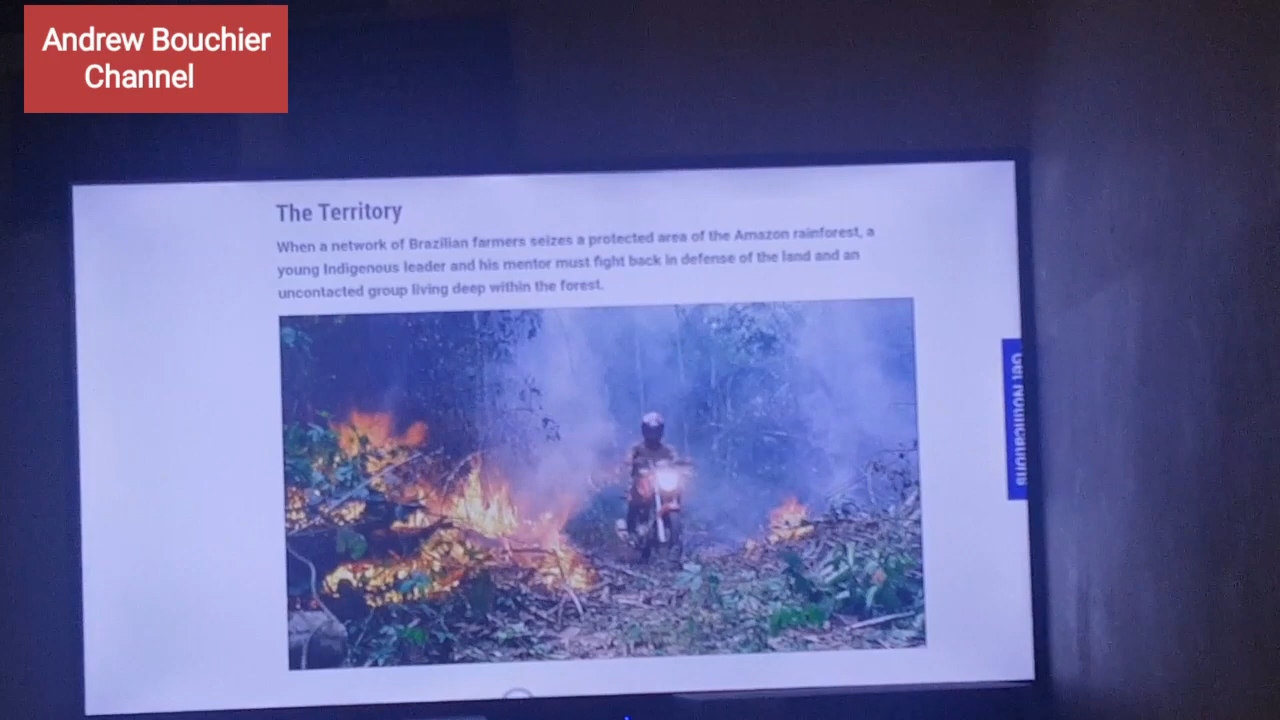 Andrew Bouchier
Channel
The Territory
When a network of Brazilian farmers seizes a protected area of the Amazon rainforest, a
young Indigenous leader and his mentor must fight back in defense of the land and an
uncontacted group living deep within the forest.
Get Notifications